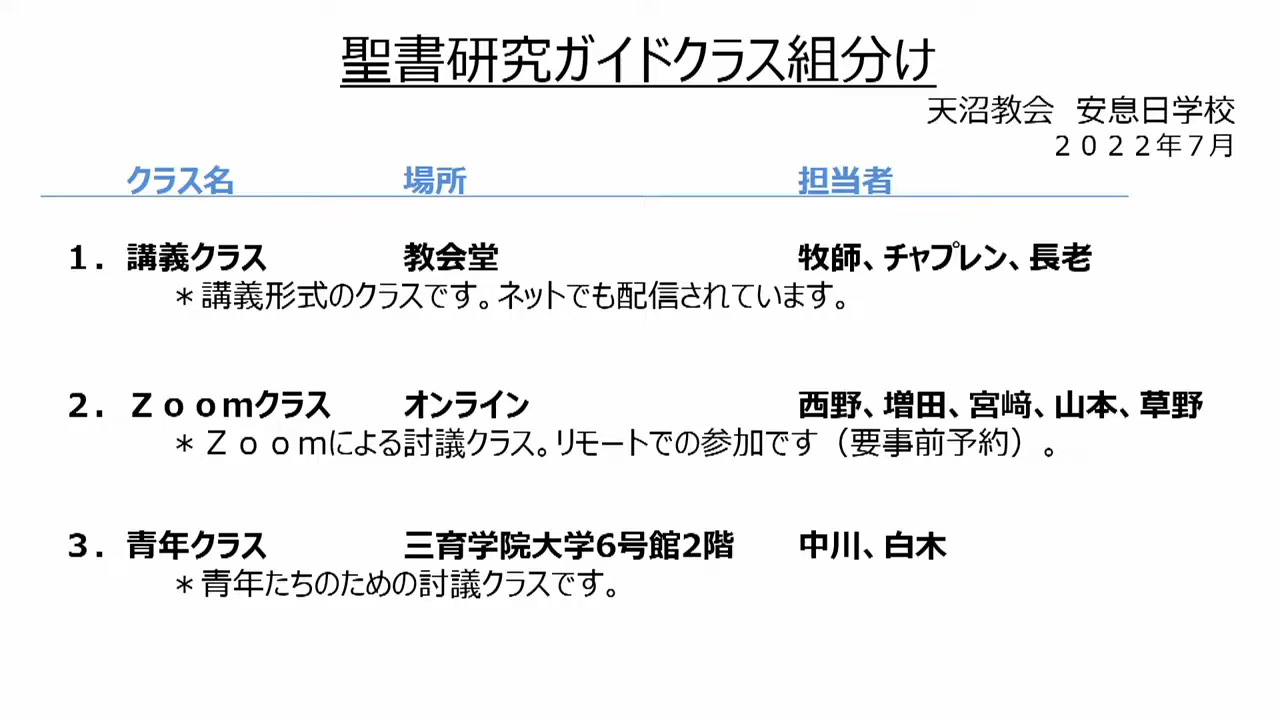 聖書研究ガイドクラス組分け
天沼教会　安息日学校
２０２２年７月
クラス名　場所　担当者
１．講義クラス　教会堂　牧師、チャプレン、長老
＊講義形式のクラスです。ネットでも配信されています。
２．Ｚｏｏｍクラス　オンライン　西野、増田、宮﨑、山本、草野
＊Ｚｏｏｍによる討議クラス。リモートでの参加です（要事前予約）。
３．青年クラス　三育学院大学6号館2階　中川、白木
＊青年たちのための討議クラスです。